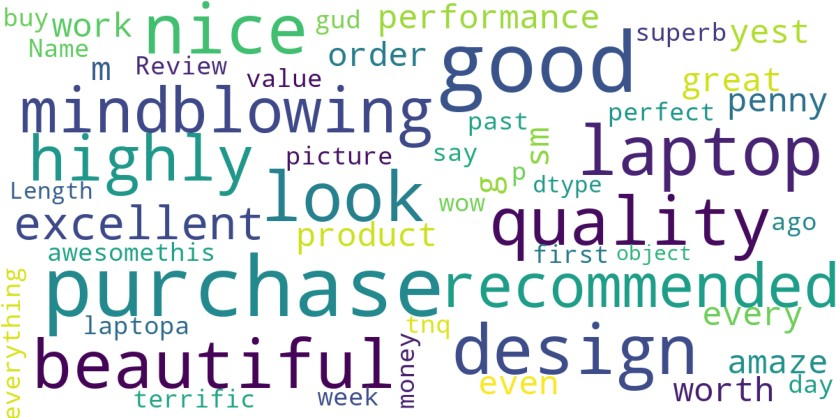 buy work nice gud performance
Name m Review value order good superb yest
mindblowing past great penny
highly picture say sm perfect laptop
Length look wow g p dtype
excellent product quality ago
awesomethis first object
purchase recommended
everything laptopa tnq every
beautiful money design amaze
terrific week even worth day